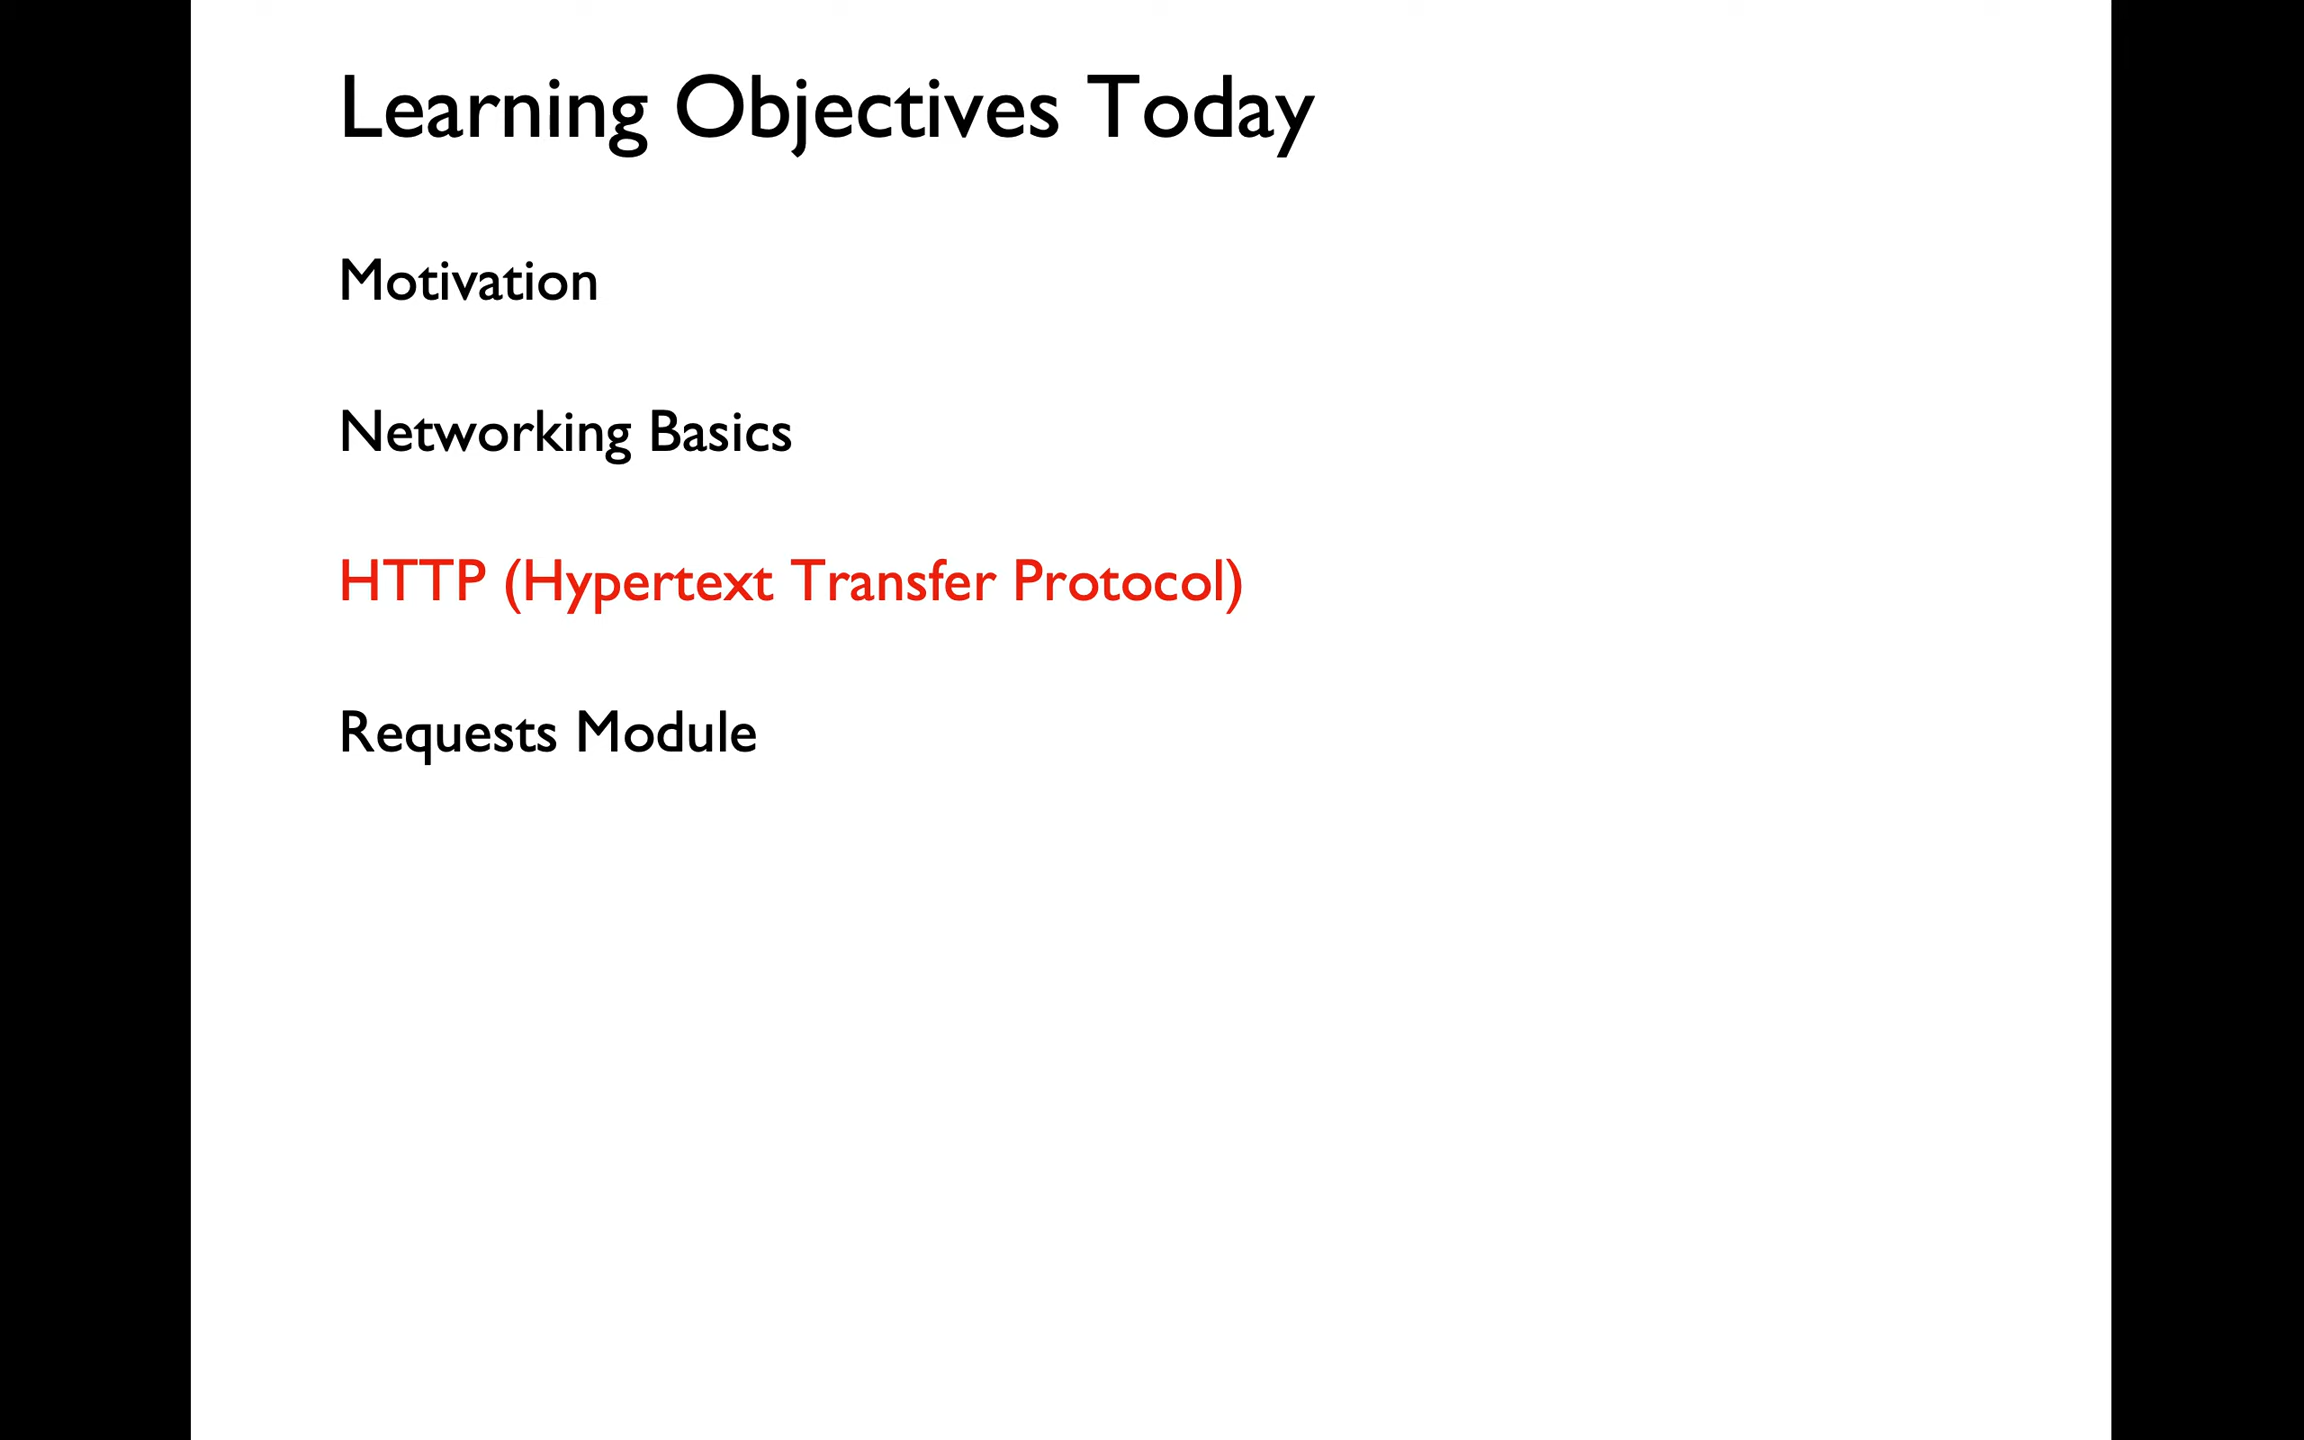 Learning Objectives Today
Motivation
Networking Basics
HTTP (Hypertext Transfer Protocol)
Requests Module